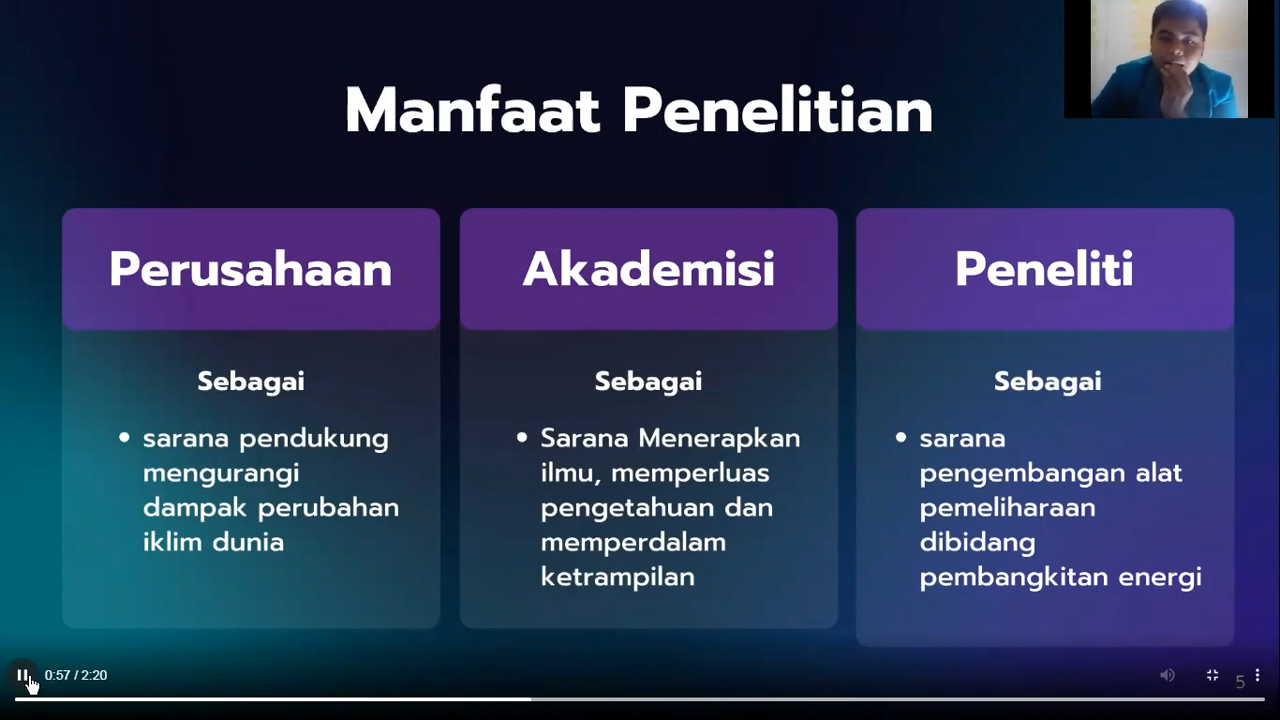 Manfaat Penelitian
Perusahaan
Sebagai
• sarana pendukung
mengurangi
dampak perubahan
iklim dunia
Akademisi
Sebagai
• Sarana Menerapkan
ilmu, memperluas
pengetahuan dan
memperdalam
ketrampilan
Peneliti
Sebagai
• sarana
pengembangan alat
pemeliharaan
dibidang
pembangkitan energi
0:57 / 2:20
5